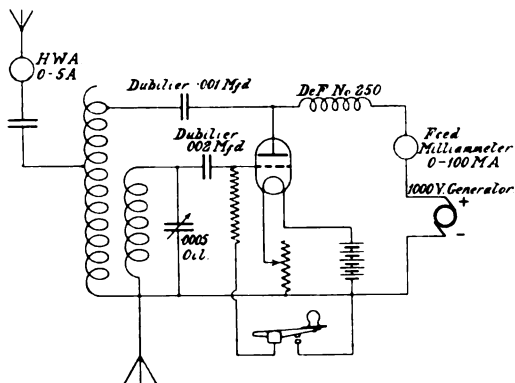 HWA
0-5A
Dubilier .001 Mfd
DeF No 250
Dubilier
.002 Mfd
Feed
Milliammeter
0-100 MA
1000 V. Generator
+
-
.0005
Oil.